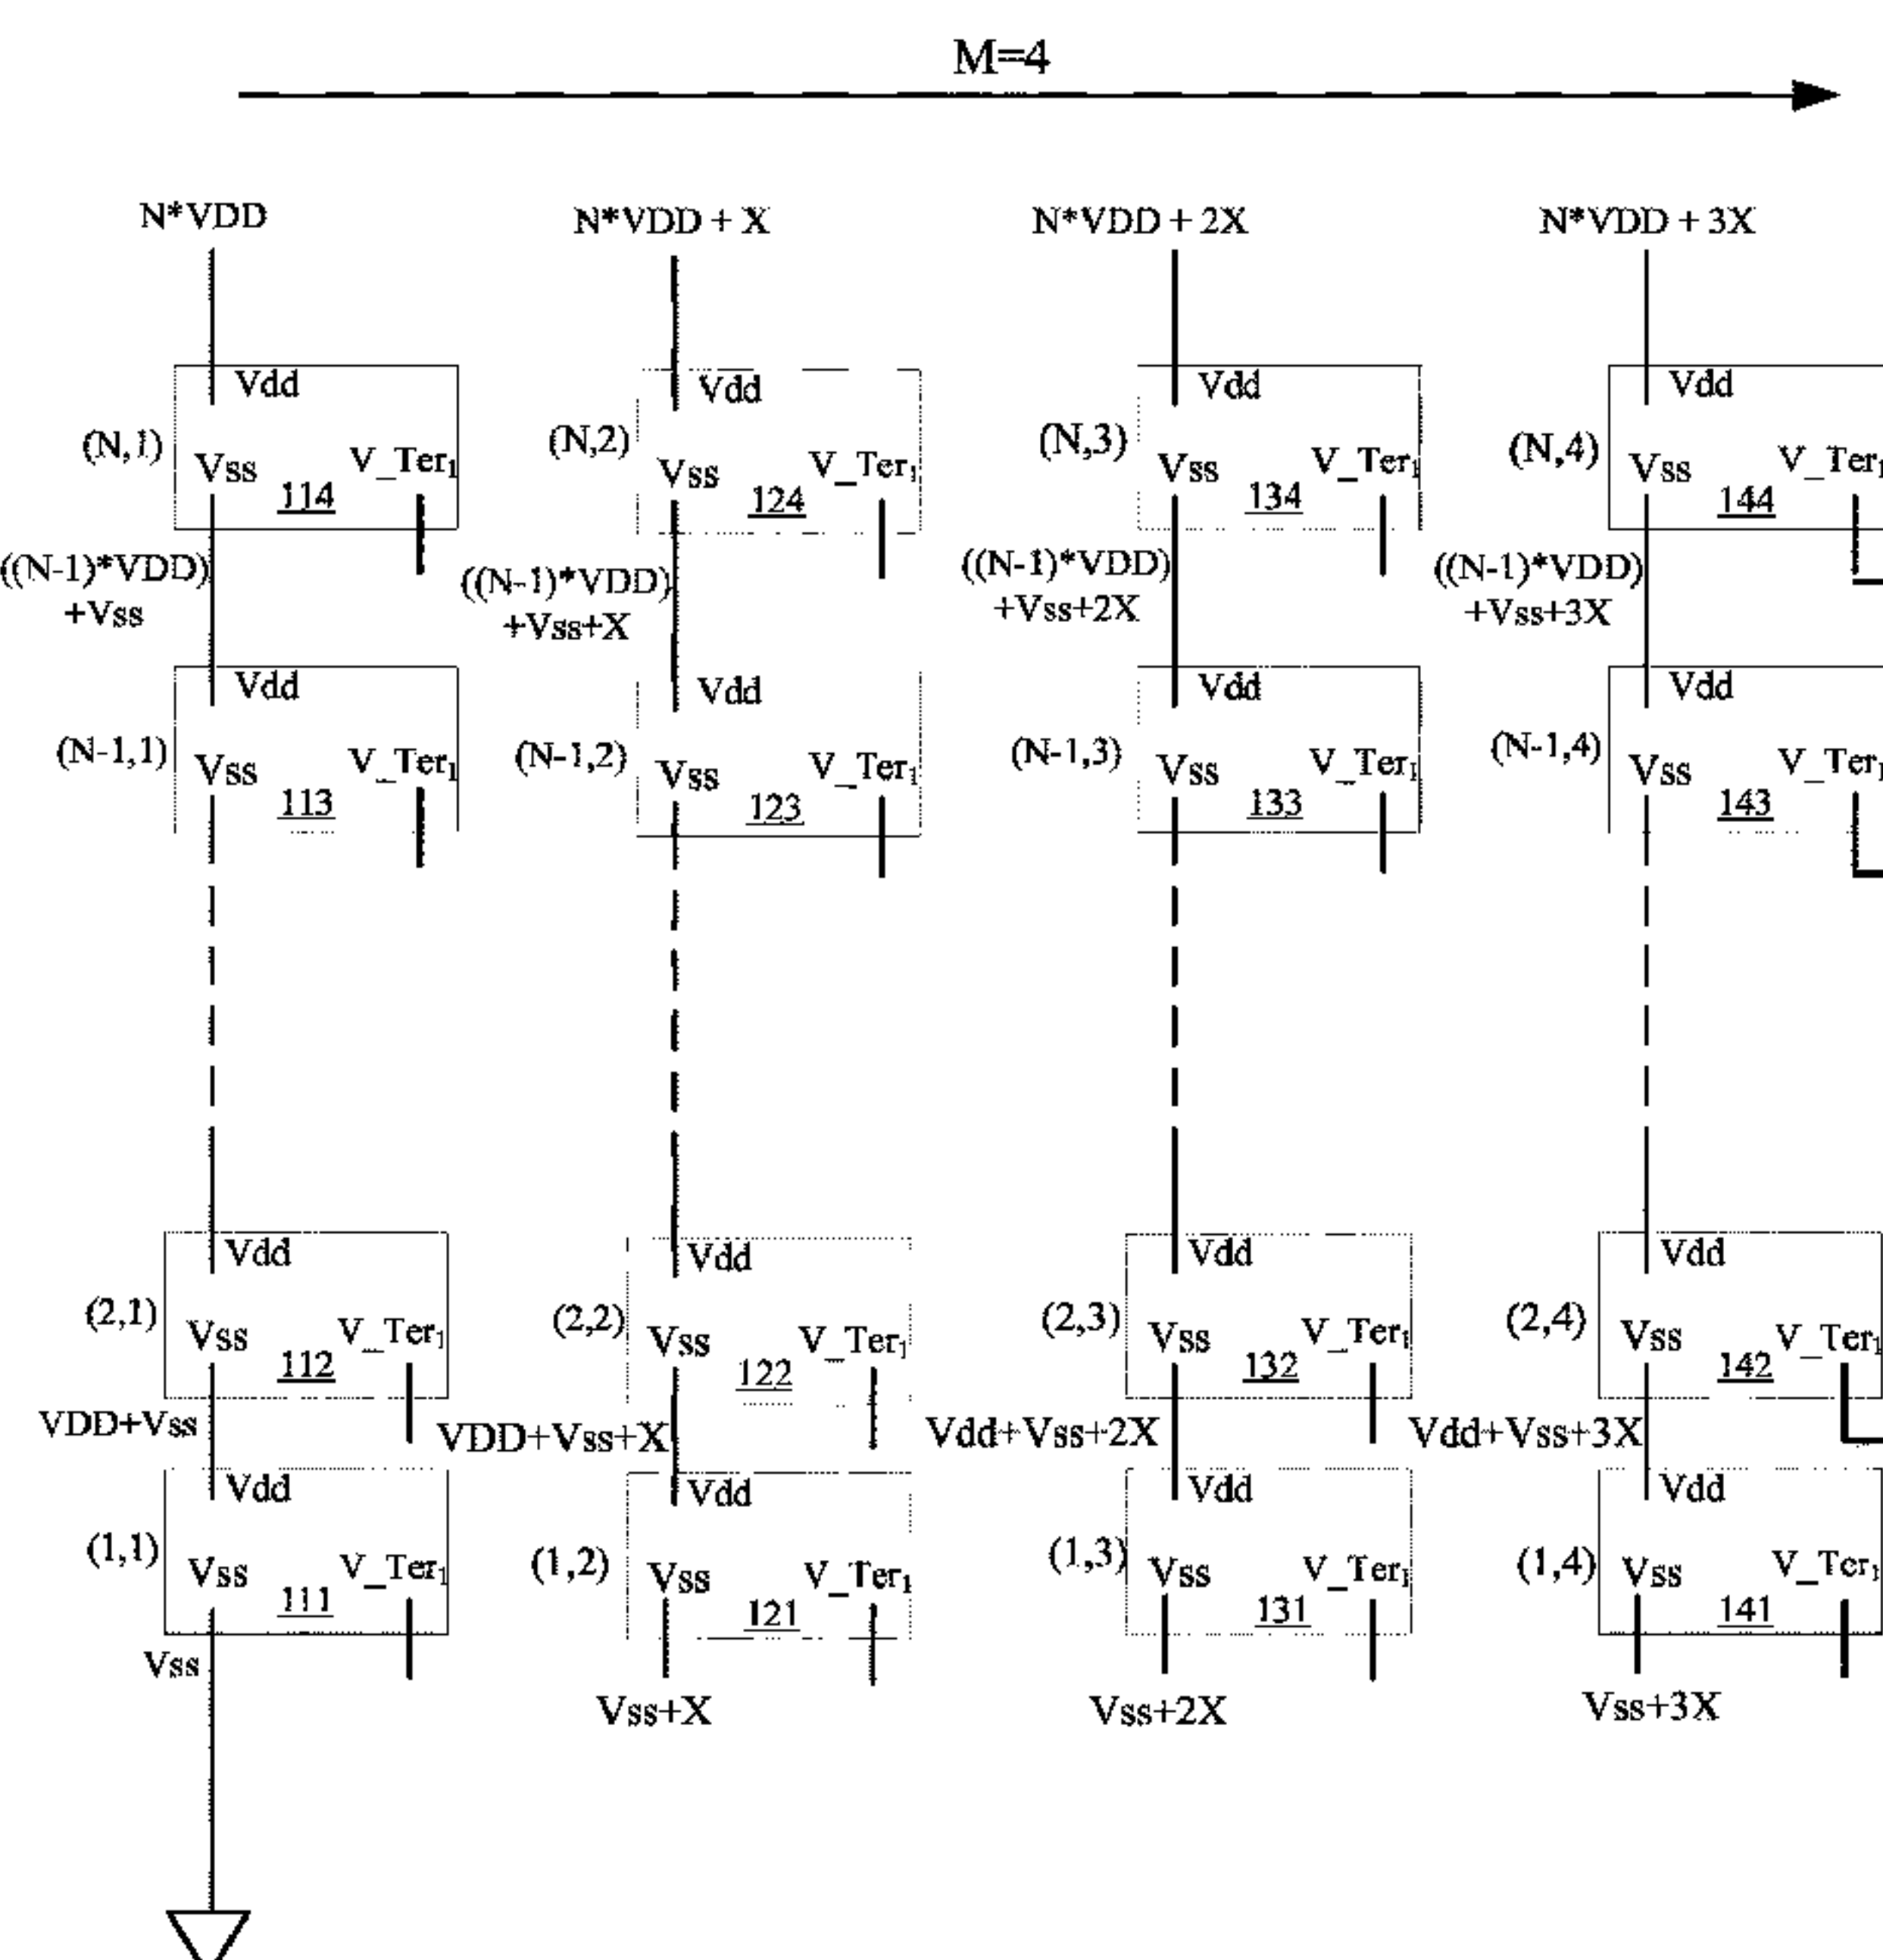 M=4
N*VDD
N*VDD + X
N*VDD + 2X
N*VDD + 3X
Vdd
Vdd
Vdd
Vdd
(N,1)
Vss
V_Ter1
114
(N,2)
Vss
V_Ter1
124
(N,3)
Vss
V_Ter1
134
(N,4)
Vss
V_Ter1
144
((N-1)*VDD)
+Vss
((N-1)*VDD)
+Vss+X
((N-1)*VDD)
+Vss+2X
((N-1)*VDD)
+Vss+3X
Vdd
Vdd
Vdd
Vdd
(N-1,1)
Vss
V_Ter1
113
(N-1,2)
Vss
V_Ter1
123
(N-1,3)
Vss
V_Ter1
133
(N-1,4)
Vss
V_Ter1
143
Vdd
Vdd
Vdd
Vdd
(2,1)
Vss
V_Ter1
112
(2,2)
Vss
V_Ter1
122
(2,3)
Vss
V_Ter1
132
(2,4)
Vss
V_Ter1
142
VDD+Vss
VDD+Vss+X
Vdd+Vss+2X
Vdd+Vss+3X
Vdd
Vdd
Vdd
Vdd
(1,1)
Vss
V_Ter1
111
(1,2)
Vss
V_Ter1
121
(1,3)
Vss
V_Ter1
131
(1,4)
Vss
V_Ter1
141
Vss
Vss+X
Vss+2X
Vss+3X